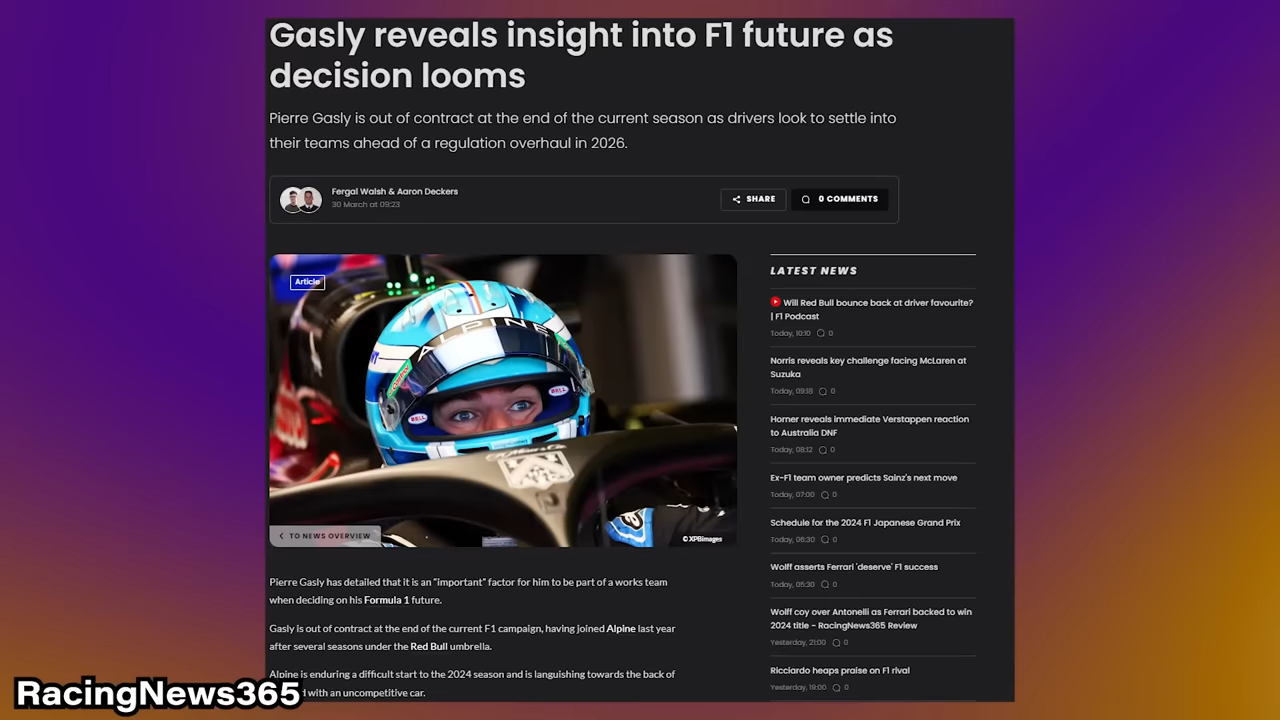 Gasly reveals insight into F1 future as
decision looms
Pierre Gasly is out of contract at the end of the current season as drivers look to settle into
their teams ahead of a regulation overhaul in 2026.
Fergal Walsh & Aaron Deckers
30 March at 09:23
SHARE
0 COMMENTS
Article
ALPINE
BELL
BELL
TO NEWS OVERVIEW
© XPBimages
Pierre Gasly has detailed that it is an "important" factor for him to be part of a works team
when deciding on his Formula 1 future.
Gasly is out of contract at the end of the current F1 campaign, having joined Alpine last year
after several seasons under the Red Bull umbrella.
Alpine is enduring a difficult start to the 2024 season and is languishing towards the back of
with an uncompetitive car.
LATEST NEWS
Will Red Bull bounce back at driver favourite?
| F1 Podcast
Today, 10:10 0
Norris reveals key challenge facing McLaren at
Suzuka
Today, 09:18 0
Horner reveals immediate Verstappen reaction
to Australia DNF
Today, 08:12 0
Ex-F1 team owner predicts Sainz's next move
Today, 07:00 0
Schedule for the 2024 F1 Japanese Grand Prix
Today, 06:30 0
Wolff asserts Ferrari 'deserve' F1 success
Today, 05:30 0
Wolff coy over Antonelli as Ferrari backed to win
2024 title - RacingNews365 Review
Yesterday, 21:00 0
Ricciardo heaps praise on F1 rival
Yesterday, 19:00 0
RacingNews365